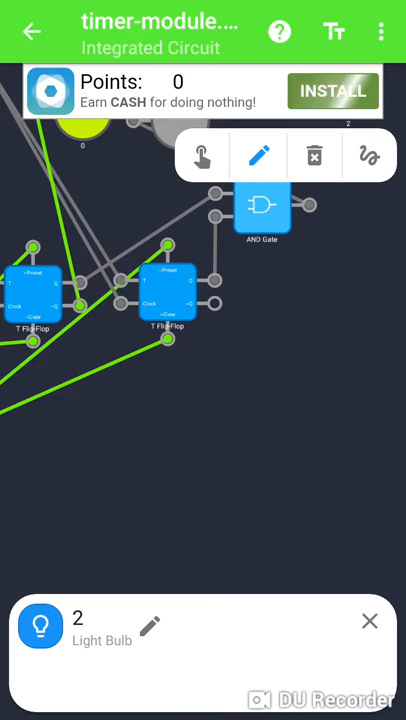 timer-module....
Integrated Circuit
Points: 0
Earn CASH for doing nothing!
INSTALL
0
2
AND Gate
~Preset
T
Q
Clock
~Q
~Clear
T Flip-Flop
~Preset
T
Q
Clock
~Q
~Clear
T Flip-Flop
2
Light Bulb
DU Recorder